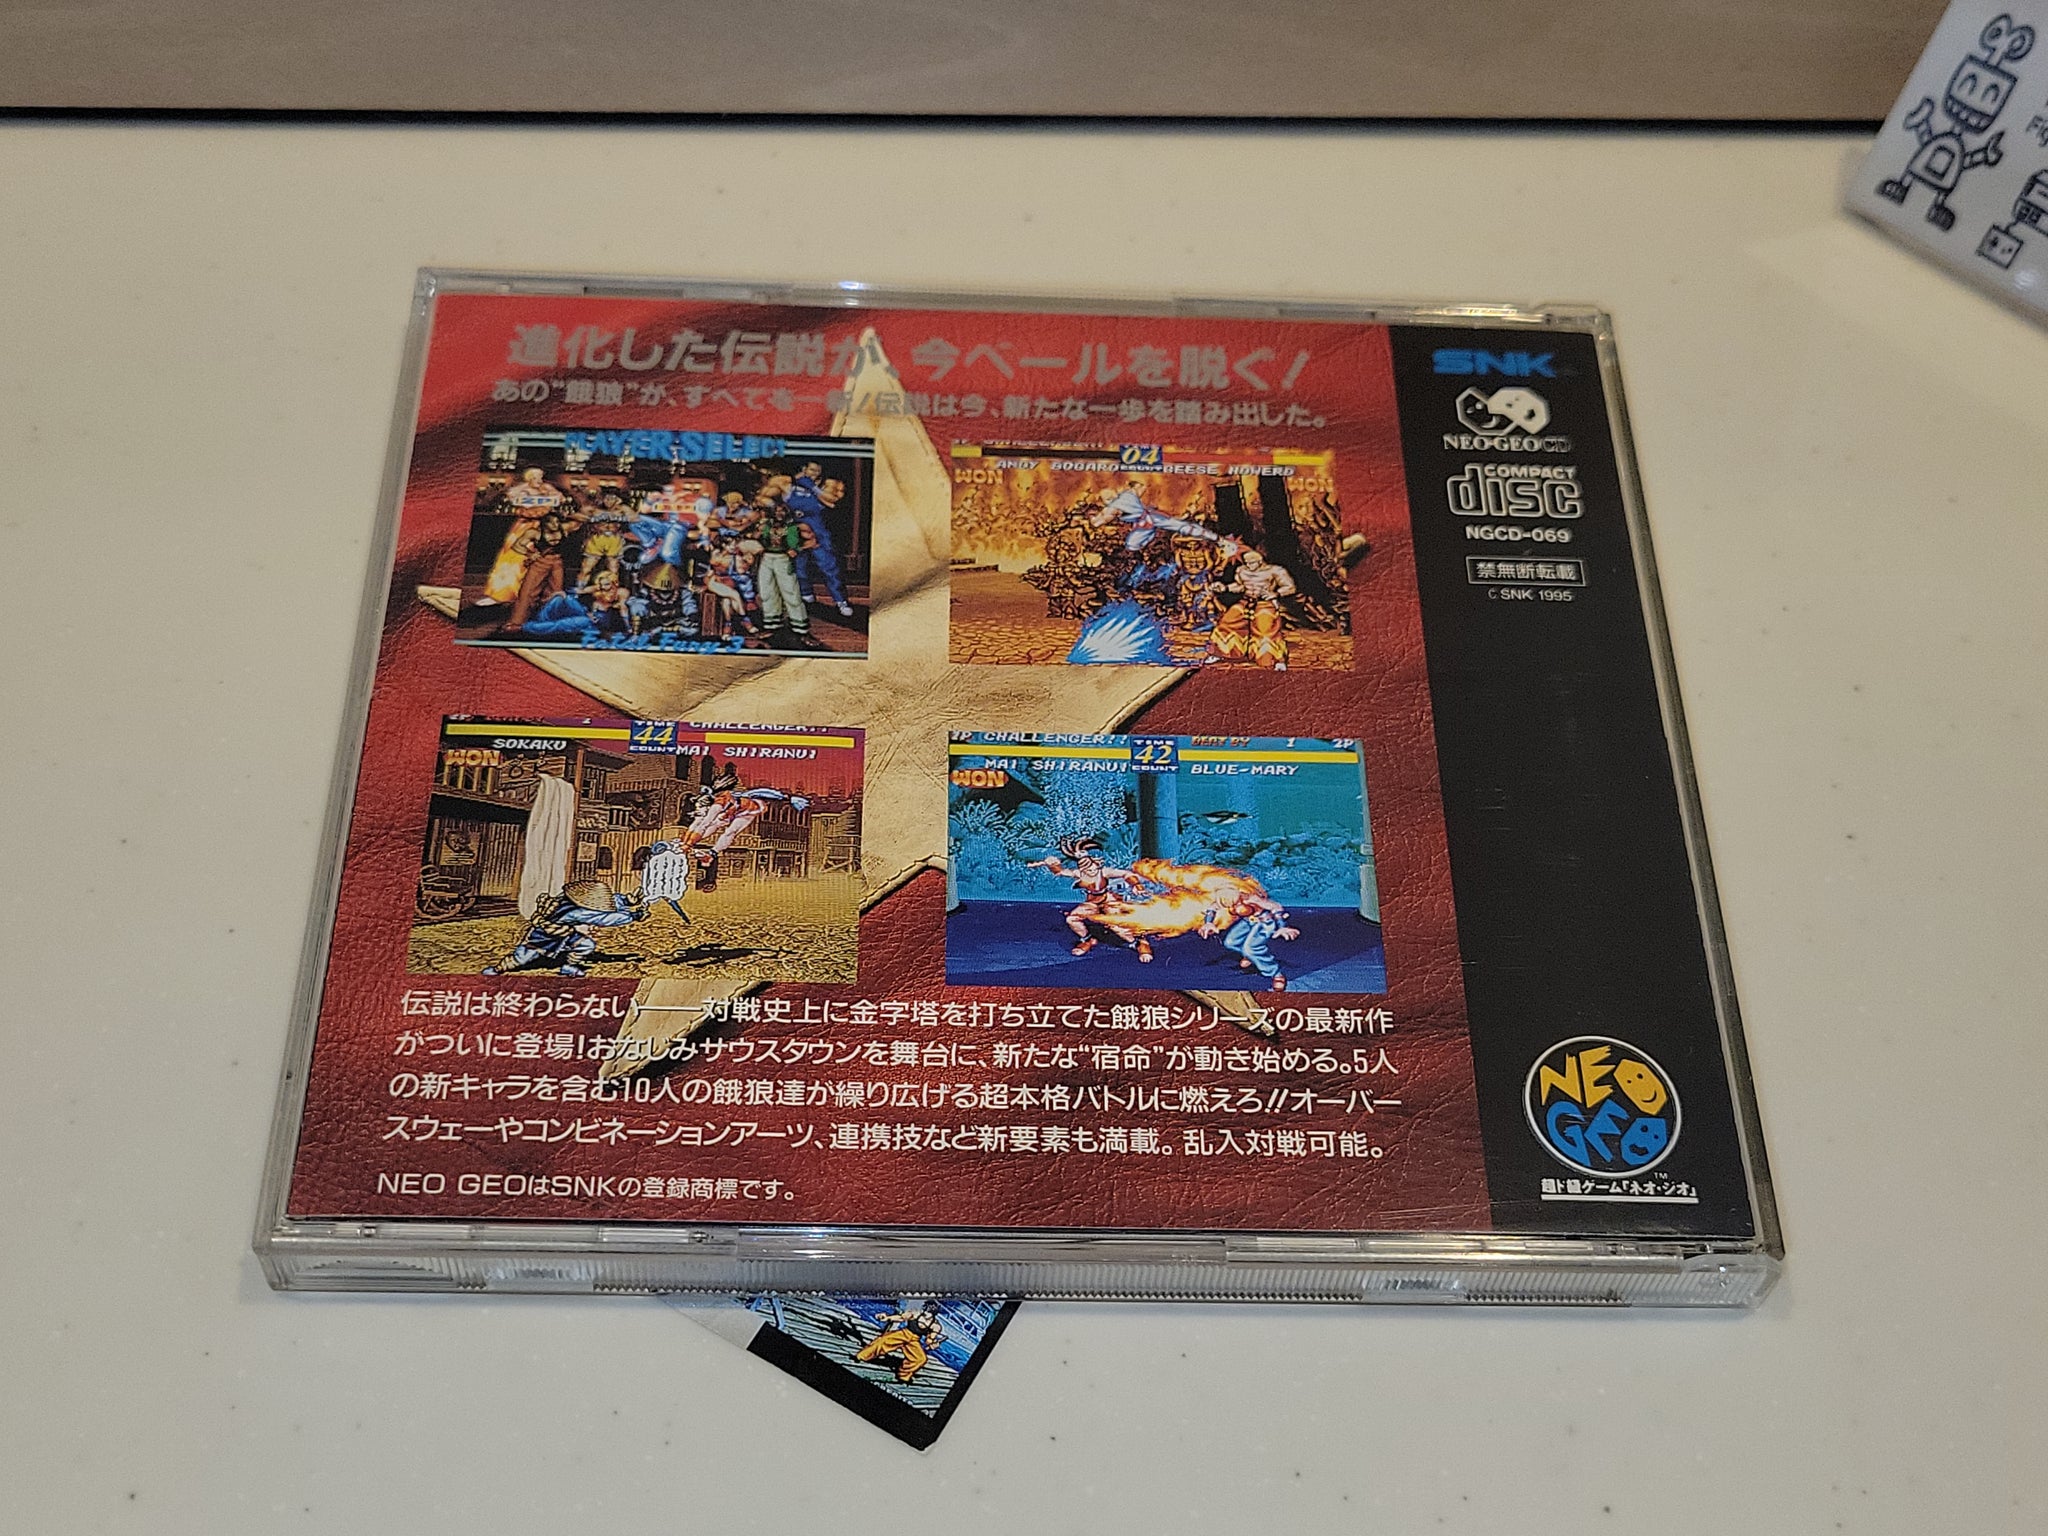 進化した伝説が、今ベールを脱ぐ!
あの"餓狼"が、すべてを一新!伝説は今、新たな一歩を踏み出した。
PLAYER SELECT
2P
Fatal Fury 3
04
COUNT
ANDY BOGARD
GEESE HOWERD
WON
WON
CHALLENGER!!
TIME
44
COUNT
SOKAKU
MAI SHIRANUI
WON
2P CHALLENGER!!
TIME
42
COUNT
BEAT BY 1 2P
MAI SHIRANUI
BLUE-MARY
WON
伝説は終わらない――対戦史上に金字塔を打ち立てた餓狼シリーズの最新作
がついに登場!おなじみサウスタウンを舞台に、新たな"宿命"が動き始める。5人
の新キャラを含む10人の餓狼達が繰り広げる超本格バトルに燃えろ!!オーバー
スウェーやコンビネーションアーツ、連携技など新要素も満載。乱入対戦可能。
NEO GEOはSNKの登録商標です。
SNK
NEO•GEO CD
COMPACT
disc
NGCD-069
禁無断転載
© SNK 1995
NEO
GEO
TM
超ド級ゲーム「ネオ・ジオ」